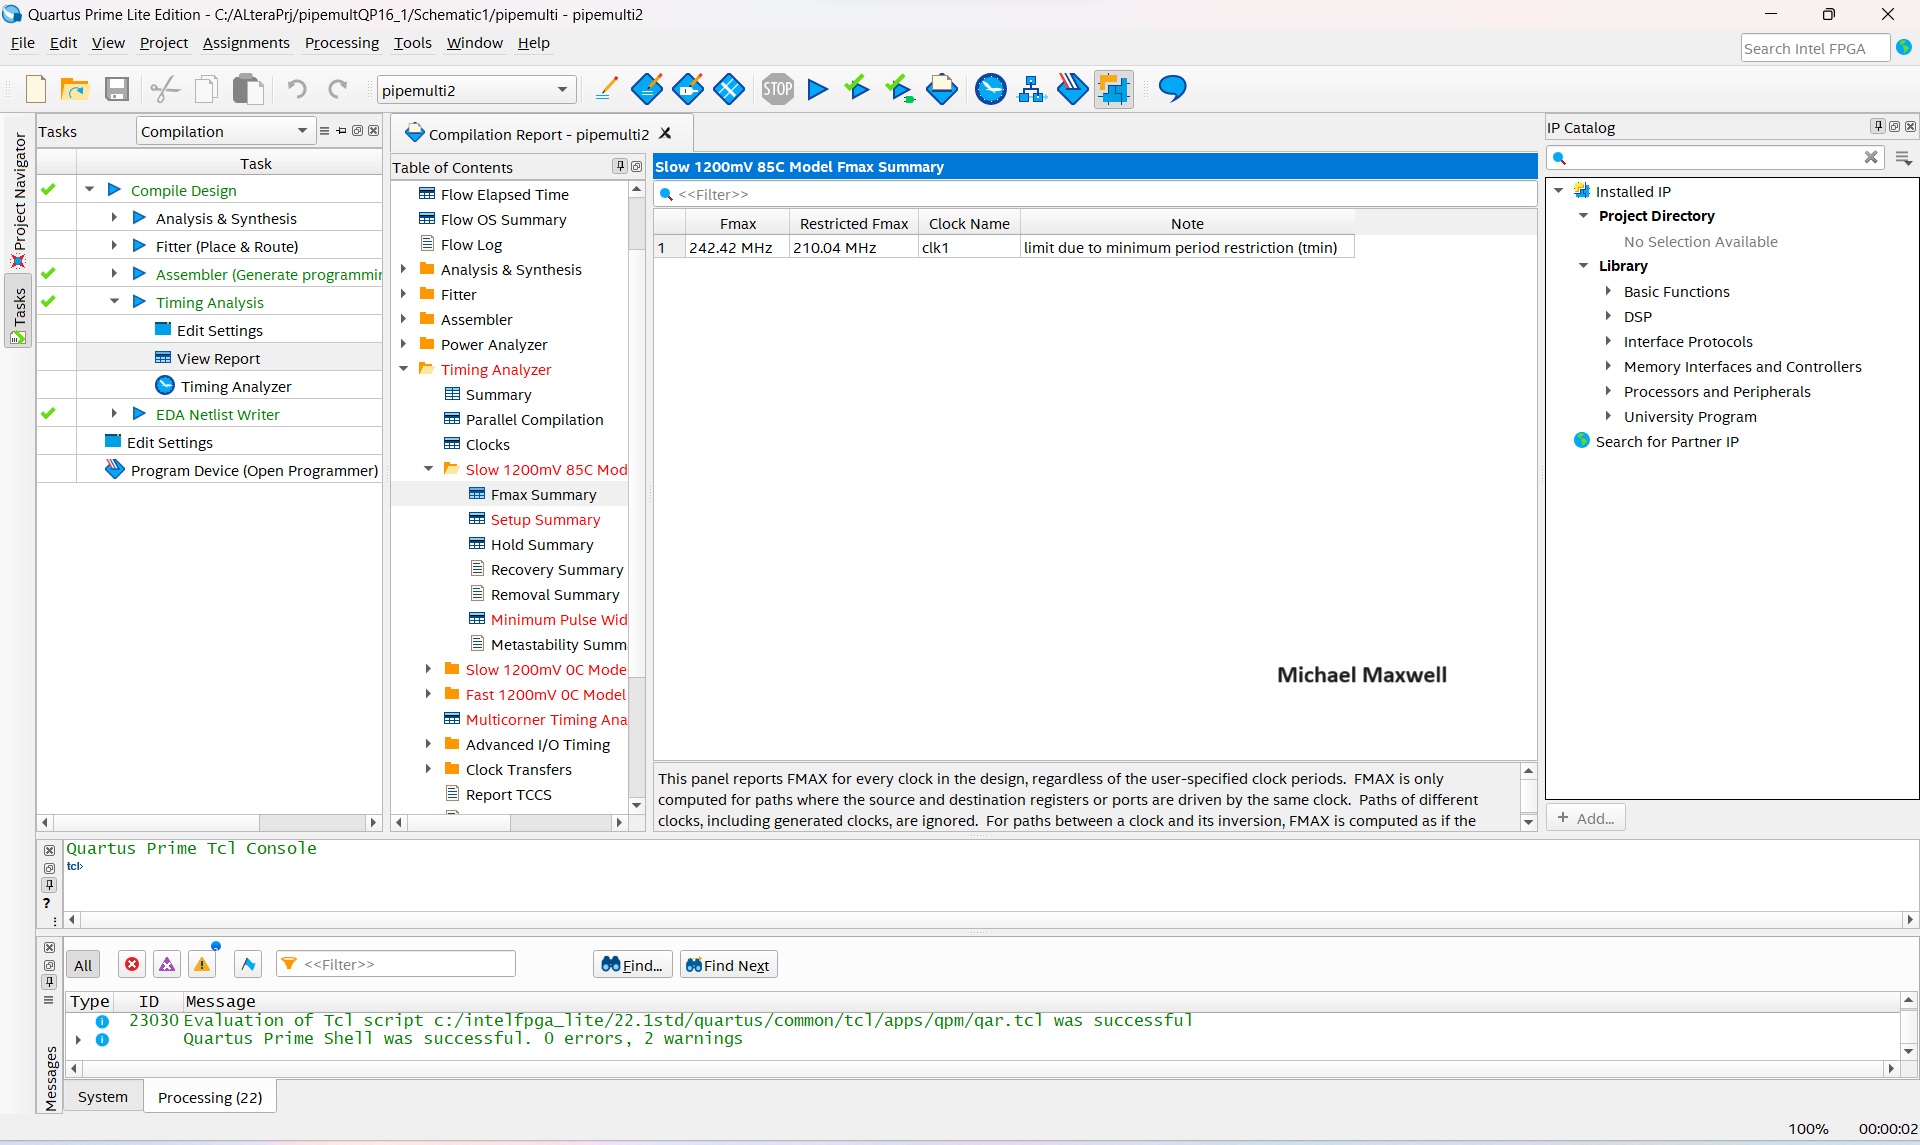 Quartus Prime Lite Edition - C:/ALteraPrj/pipemultQP16_1/Schematic1/pipemulti - pipemulti2
File Edit View Project Assignments Processing Tools Window Help
Search Intel FPGA
pipemulti2
STOP
Project Navigator
Tasks
Tasks
Compilation
Task
Compile Design
Analysis & Synthesis
Fitter (Place & Route)
Assembler (Generate programmin
Timing Analysis
Edit Settings
View Report
Timing Analyzer
EDA Netlist Writer
Edit Settings
Program Device (Open Programmer)
Compilation Report - pipemulti2
Table of Contents
Flow Elapsed Time
Flow OS Summary
Flow Log
Analysis & Synthesis
Fitter
Assembler
Power Analyzer
Timing Analyzer
Summary
Parallel Compilation
Clocks
Slow 1200mV 85C Mod
Fmax Summary
Setup Summary
Hold Summary
Recovery Summary
Removal Summary
Minimum Pulse Wid
Metastability Summ
Slow 1200mV 0C Mode
Fast 1200mV 0C Model
Multicorner Timing Ana
Advanced I/O Timing
Clock Transfers
Report TCCS
Slow 1200mV 85C Model Fmax Summary
<<Filter>>
Fmax Restricted Fmax Clock Name Note
1 242.42 MHz 210.04 MHz clk1 limit due to minimum period restriction (tmin)
Michael Maxwell
This panel reports FMAX for every clock in the design, regardless of the user-specified clock periods. FMAX is only
computed for paths where the source and destination registers or ports are driven by the same clock. Paths of different
clocks, including generated clocks, are ignored. For paths between a clock and its inversion, FMAX is computed as if the
IP Catalog
Installed IP
Project Directory
No Selection Available
Library
Basic Functions
DSP
Interface Protocols
Memory Interfaces and Controllers
Processors and Peripherals
University Program
Search for Partner IP
+ Add...
Quartus Prime Tcl Console
tcl>
All
<<Filter>>
Find...
Find Next
Type ID Message
23030 Evaluation of Tcl script c:/intelfpga_lite/22.1std/quartus/common/tcl/apps/qpm/qar.tcl was successful
Quartus Prime Shell was successful. 0 errors, 2 warnings
Messages
System
Processing (22)
100% 00:00:02